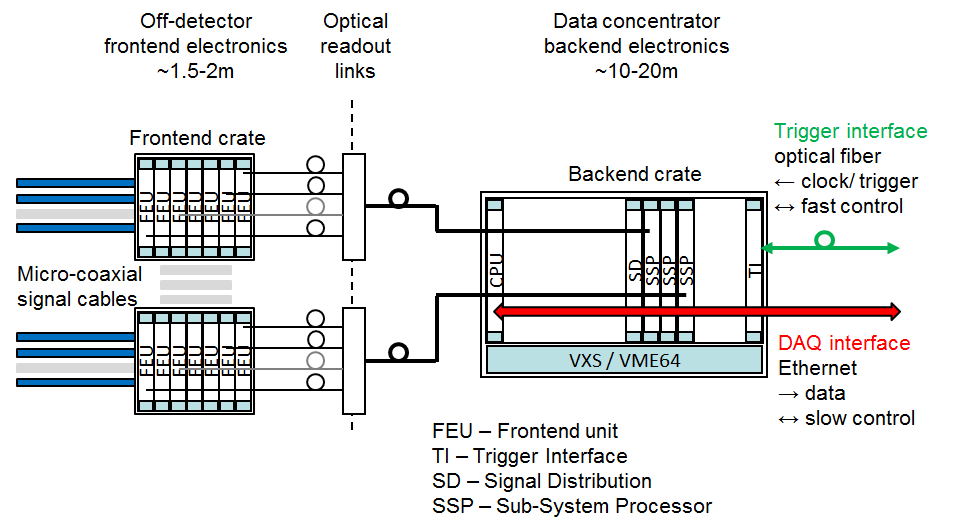 Off-detector
frontend electronics
~1.5-2m
Optical
readout
links
Data concentrator
backend electronics
~10-20m
Frontend crate
FEU FEU FEU FEU FEU FEU FEU
Micro-coaxial
signal cables
FEU FEU FEU FEU FEU FEU FEU
Backend crate
CPU SD SSP SSP SSP TI
VXS / VME64
Trigger interface
optical fiber
← clock/ trigger
↔ fast control
DAQ interface
Ethernet
→ data
↔ slow control
FEU – Frontend unit
TI – Trigger Interface
SD – Signal Distribution
SSP – Sub-System Processor